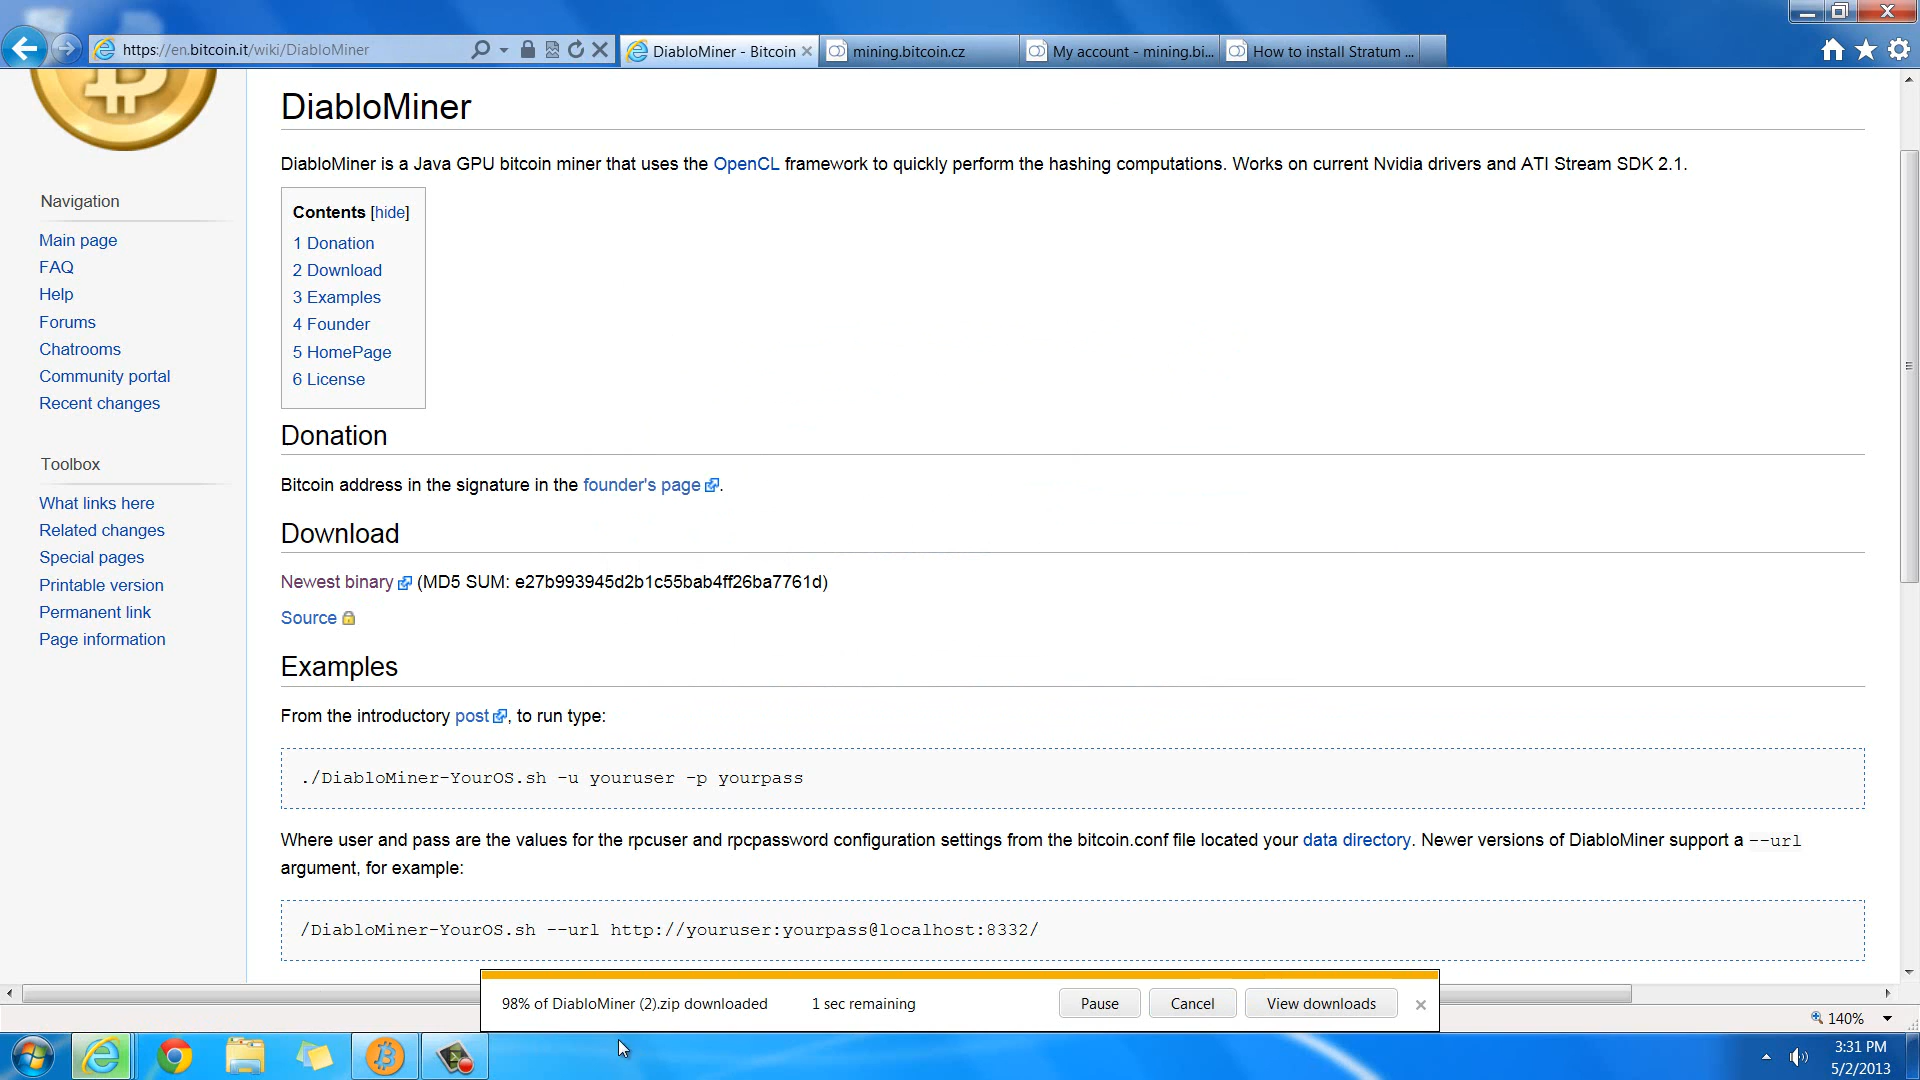 https://en.bitcoin.it/wiki/DiabloMiner
DiabloMiner - Bitcoin
mining.bitcoin.cz
My account - mining.bi...
How to install Stratum ...
DiabloMiner
DiabloMiner is a Java GPU bitcoin miner that uses the OpenCL framework to quickly perform the hashing computations. Works on current Nvidia drivers and ATI Stream SDK 2.1.
Contents [hide]
1 Donation
2 Download
3 Examples
4 Founder
5 HomePage
6 License
Navigation
Main page
FAQ
Help
Forums
Chatrooms
Community portal
Recent changes
Toolbox
What links here
Related changes
Special pages
Printable version
Permanent link
Page information
Donation
Bitcoin address in the signature in the founder's page .
Download
Newest binary (MD5 SUM: e27b993945d2b1c55bab4ff26ba7761d)
Source
Examples
From the introductory post , to run type:
./DiabloMiner-YourOS.sh -u youruser -p yourpass
Where user and pass are the values for the rpcuser and rpcpassword configuration settings from the bitcoin.conf file located your data directory. Newer versions of DiabloMiner support a --url
argument, for example:
/DiabloMiner-YourOS.sh --url http://youruser:yourpass@localhost:8332/
98% of DiabloMiner (2).zip downloaded
1 sec remaining
Pause
Cancel
View downloads
140%
3:31 PM
5/2/2013